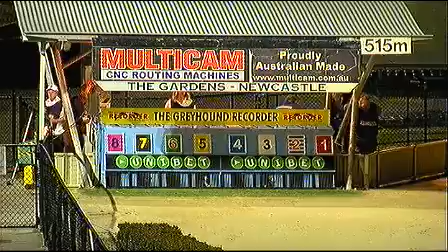 515m
MULTICAM
CNC ROUTING MACHINES
Proudly
Australian Made
www.multicam.com.au
THE GARDENS - NEWCASTLE
RECORDER THE GREYHOUND RECORDER RECORDER
8 7 6 5 4 3 2 1
UNIBET UNIBET